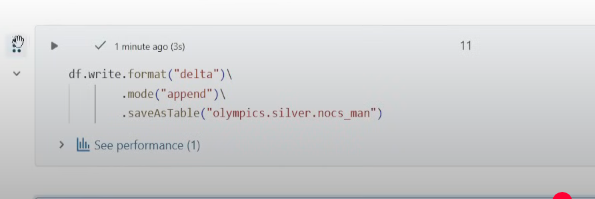 1 minute ago (3s)
11
df.write.format("delta")\
.mode("append")\
.saveAsTable("olympics.silver.nocs_man")
See performance (1)